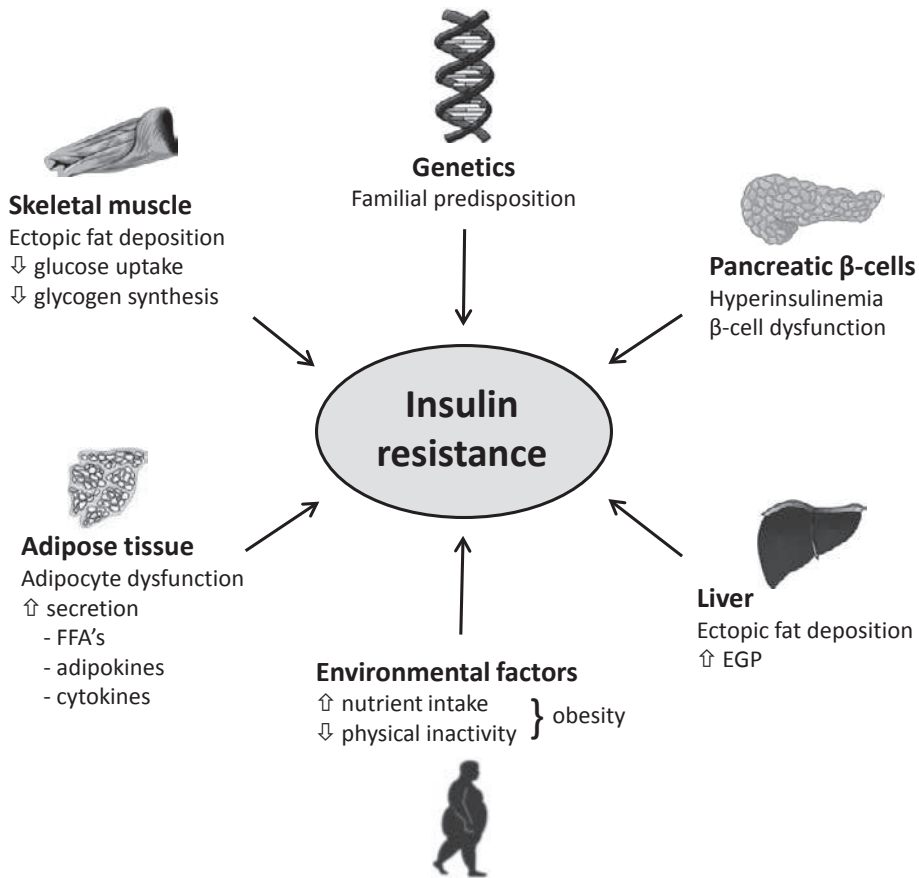 Genetics
Familial predisposition
Skeletal muscle
Ectopic fat deposition
⇩ glucose uptake
⇩ glycogen synthesis
Pancreatic β-cells
Hyperinsulinemia
β-cell dysfunction
Insulin
resistance
Adipose tissue
Adipocyte dysfunction
⇧ secretion
- FFA's
- adipokines
- cytokines
Liver
Ectopic fat deposition
⇧ EGP
Environmental factors
⇧ nutrient intake
⇩ physical inactivity } obesity